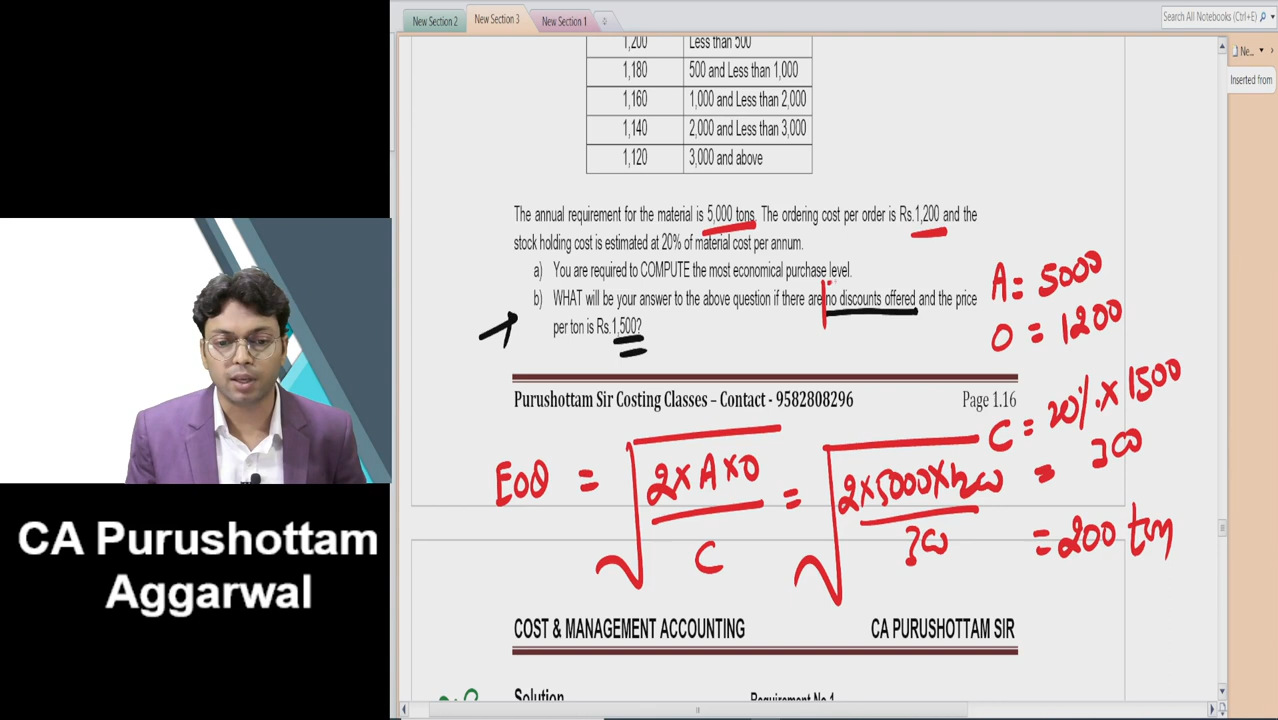 New Section 2
New Section 3
New Section 1
Search All Notebooks (Ctrl+E)
Ne...
Inserted from
1,200 Less than 500
1,180 500 and Less than 1,000
1,160 1,000 and Less than 2,000
1,140 2,000 and Less than 3,000
1,120 3,000 and above
The annual requirement for the material is 5,000 tons. The ordering cost per order is Rs.1,200 and the
stock holding cost is estimated at 20% of material cost per annum.
a) You are required to COMPUTE the most economical purchase level.
b) WHAT will be your answer to the above question if there are no discounts offered and the price
per ton is Rs.1,500?
A = 5000
O = 1200
C = 20% × 1500
= 300
Purushottam Sir Costing Classes – Contact - 9582808296 Page 1.16
EOQ = √ 2×A×O / C = √ 2×5000×1200 / 300
= 200 ton
COST & MANAGEMENT ACCOUNTING CA PURUSHOTTAM SIR
Solution Requirement No.1
CA Purushottam
Aggarwal